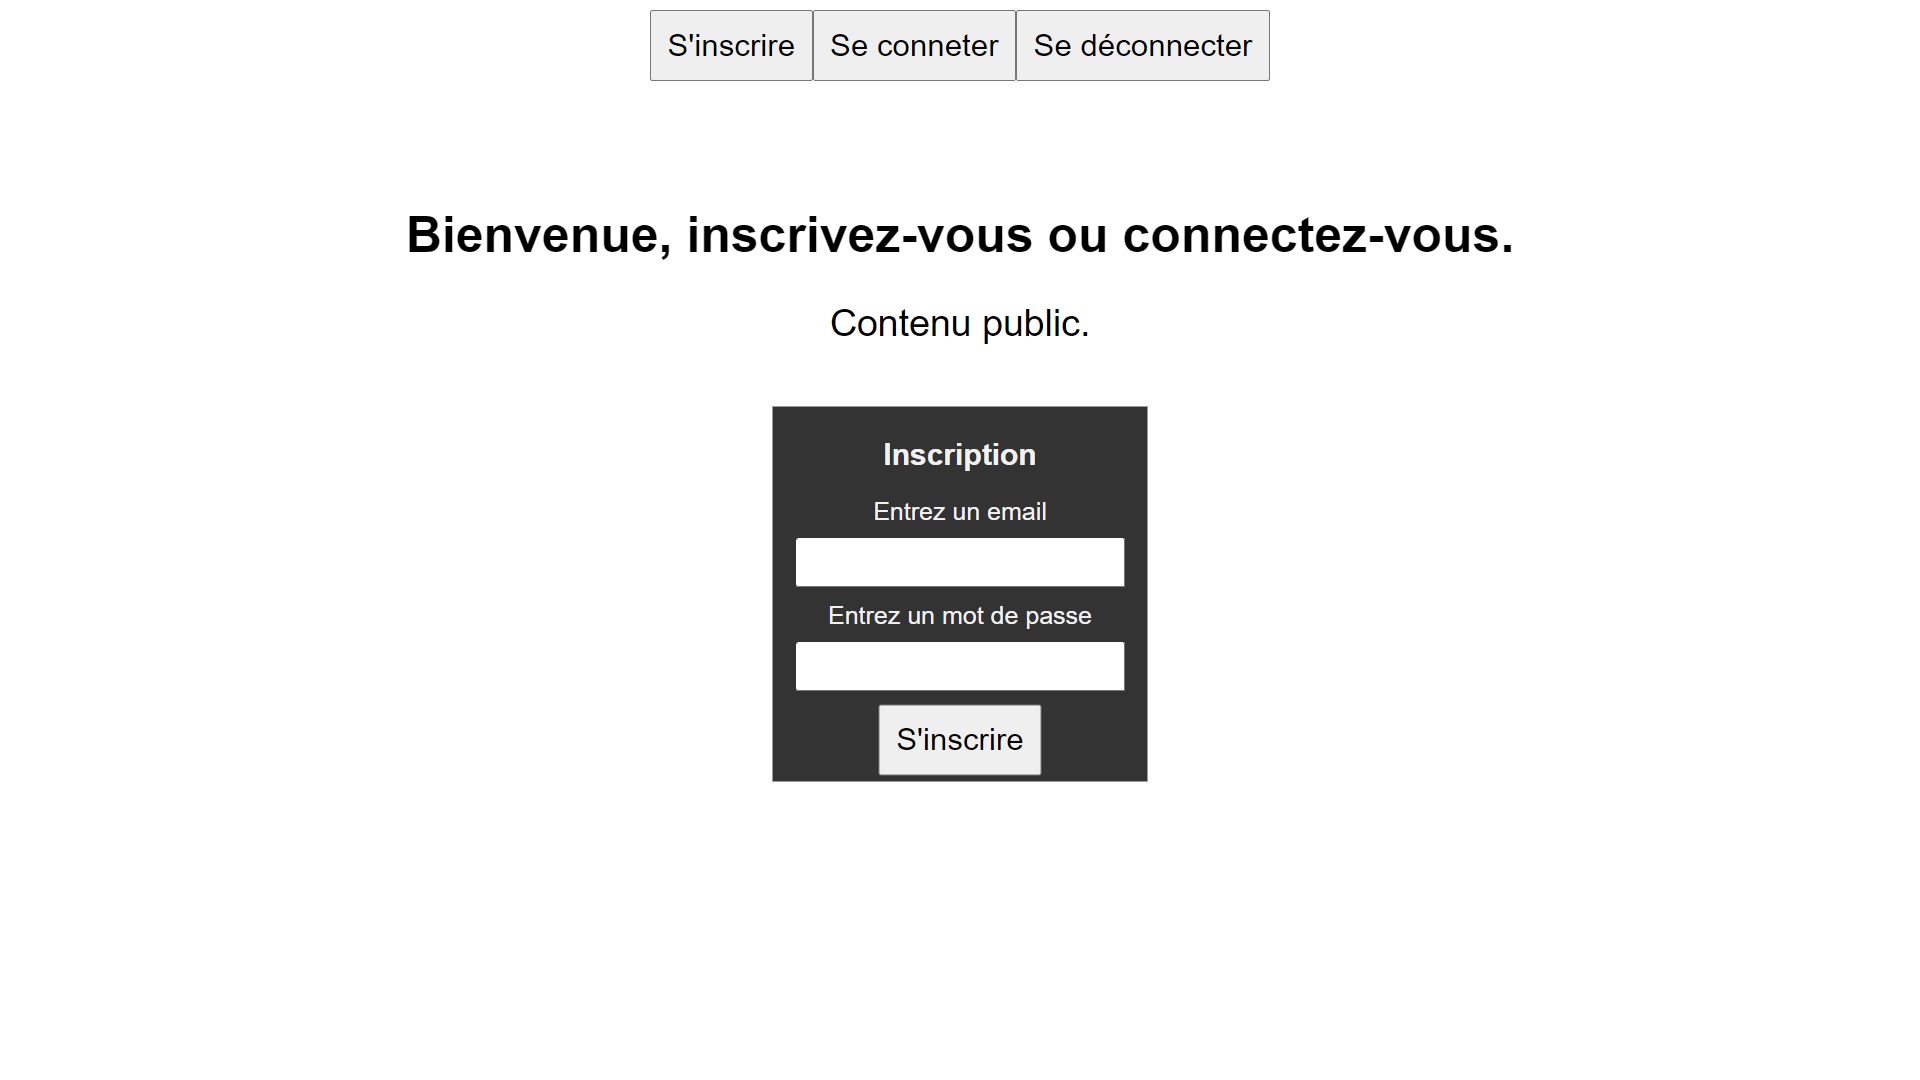 S'inscrire Se conneter Se déconnecter
Bienvenue, inscrivez-vous ou connectez-vous.
Contenu public.
Inscription
Entrez un email
Entrez un mot de passe
S'inscrire